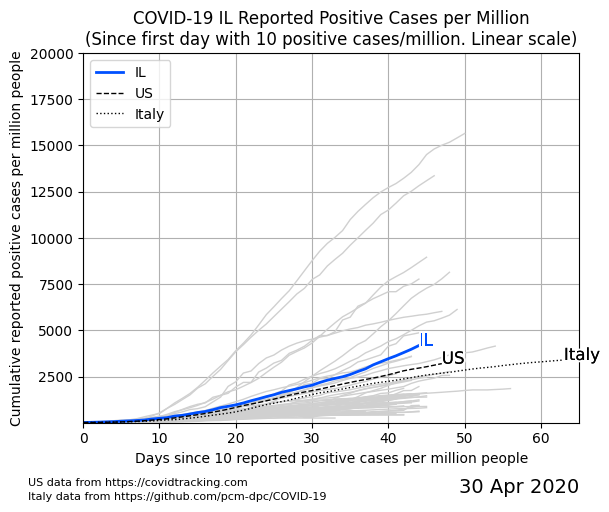 COVID-19 IL Reported Positive Cases per Million
(Since first day with 10 positive cases/million. Linear scale)
Cumulative reported positive cases per million people
20000
17500
15000
12500
10000
7500
5000
2500
IL
US
Italy
IL
US
Italy
0
10
20
30
40
50
60
Days since 10 reported positive cases per million people
US data from https://covidtracking.com
Italy data from https://github.com/pcm-dpc/COVID-19
30 Apr 2020